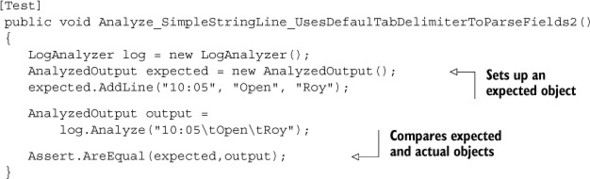 [Test]
public void Analyze_SimpleStringLine_UsesDefaulTabDelimiterToParseFields2()
{
LogAnalyzer log = new LogAnalyzer();
AnalyzedOutput expected = new AnalyzedOutput();
expected.AddLine("10:05", "Open", "Roy");
Sets up an
expected object
AnalyzedOutput output =
log.Analyze("10:05\tOpen\tRoy");
Compares expected
and actual objects
Assert.AreEqual(expected,output);
}